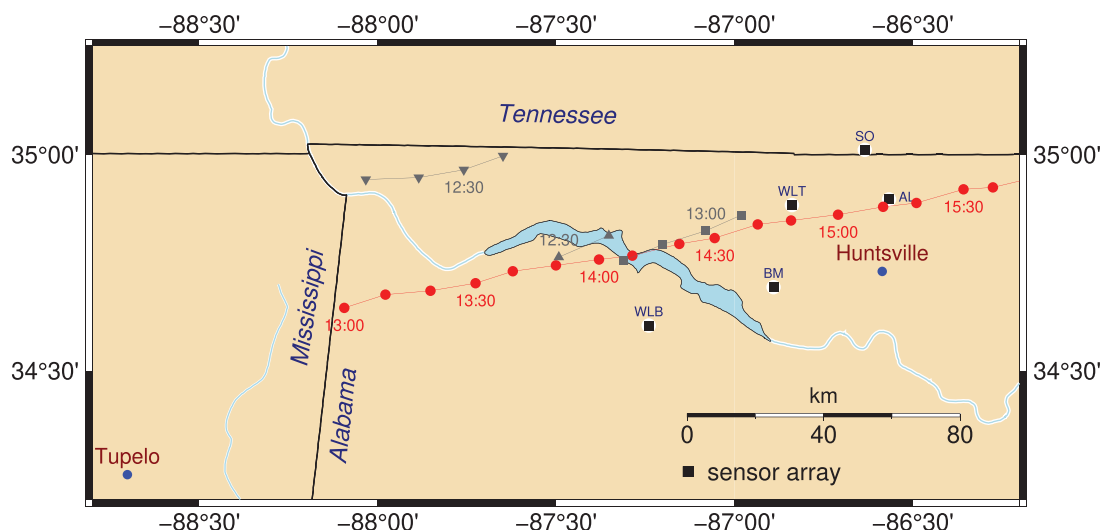 −88°30' −88°00' −87°30' −87°00' −86°30'
Tennessee
SO
35°00' 35°00'
12:30
WLT
AL
13:00
15:30
12:30
15:00
14:30
Huntsville
14:00
BM
13:30
Mississippi
WLB
13:00
34°30' 34°30'
Alabama
km
0 40 80
Tupelo
sensor array
−88°30' −88°00' −87°30' −87°00' −86°30'